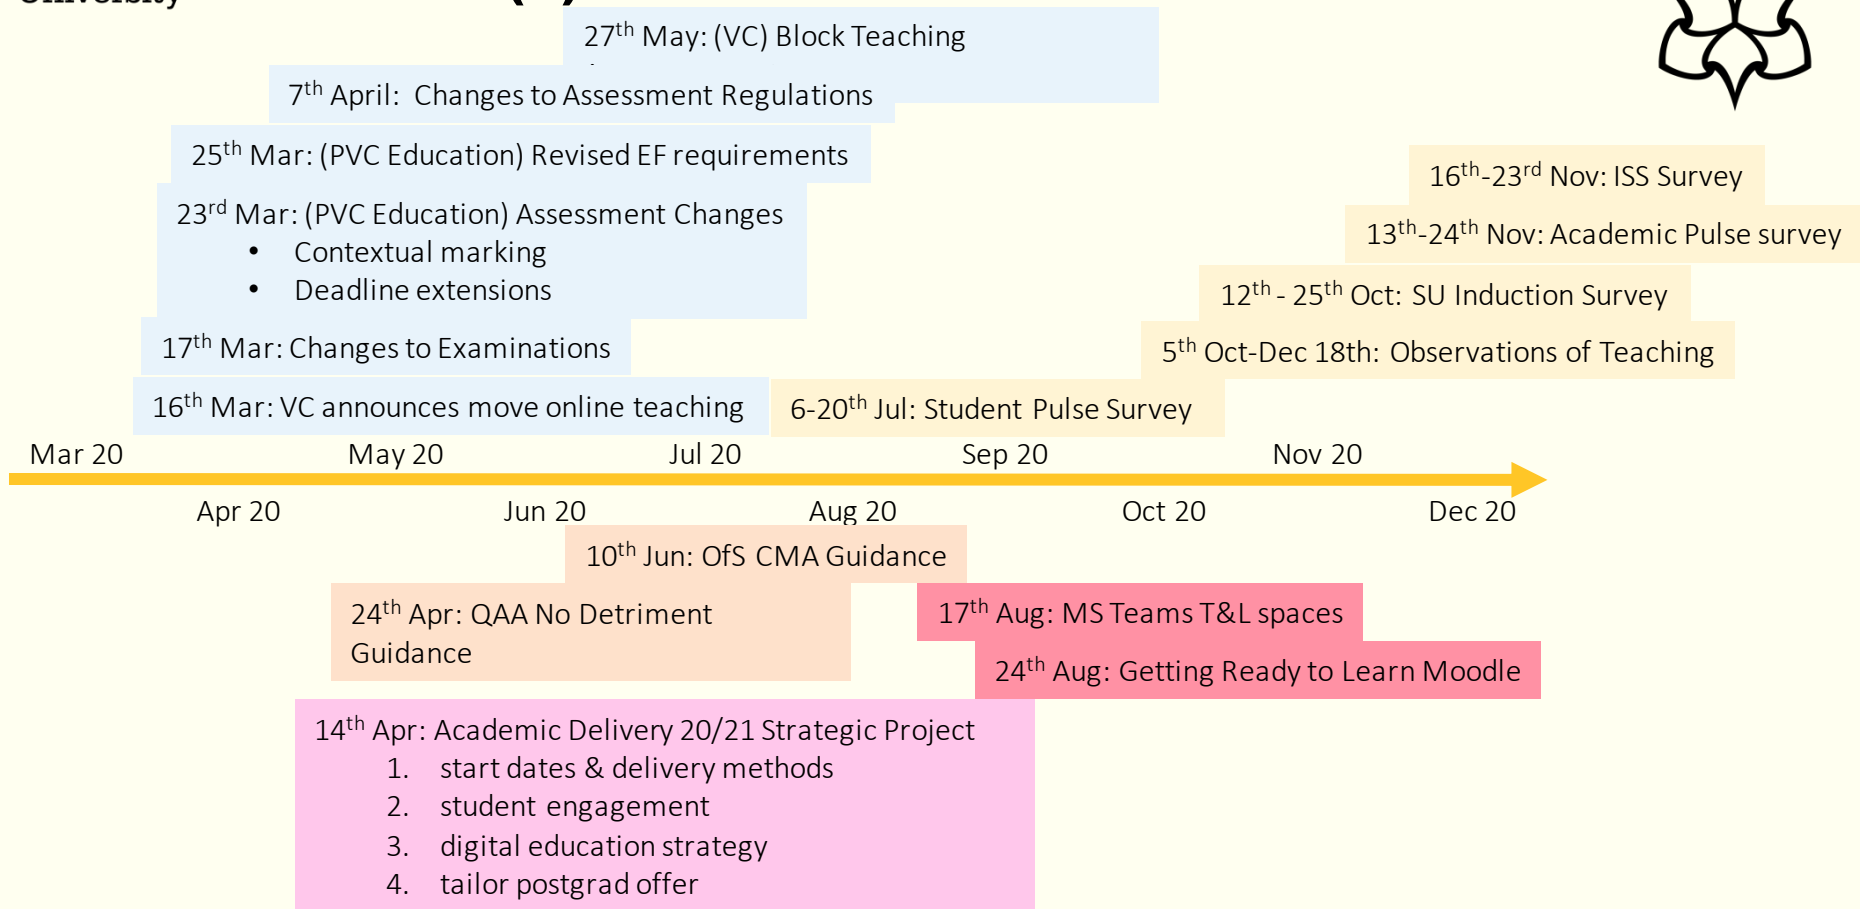 27th May: (VC) Block Teaching
7th April: Changes to Assessment Regulations
25th Mar: (PVC Education) Revised EF requirements
23rd Mar: (PVC Education) Assessment Changes
• Contextual marking
• Deadline extensions
17th Mar: Changes to Examinations
16th Mar: VC announces move online teaching
16th-23rd Nov: ISS Survey
13th-24th Nov: Academic Pulse survey
12th - 25th Oct: SU Induction Survey
5th Oct-Dec 18th: Observations of Teaching
6-20th Jul: Student Pulse Survey
Mar 20 May 20 Jul 20 Sep 20 Nov 20
Apr 20 Jun 20 Aug 20 Oct 20 Dec 20
10th Jun: OfS CMA Guidance
24th Apr: QAA No Detriment
Guidance
17th Aug: MS Teams T&L spaces
24th Aug: Getting Ready to Learn Moodle
14th Apr: Academic Delivery 20/21 Strategic Project
1. start dates & delivery methods
2. student engagement
3. digital education strategy
4. tailor postgrad offer